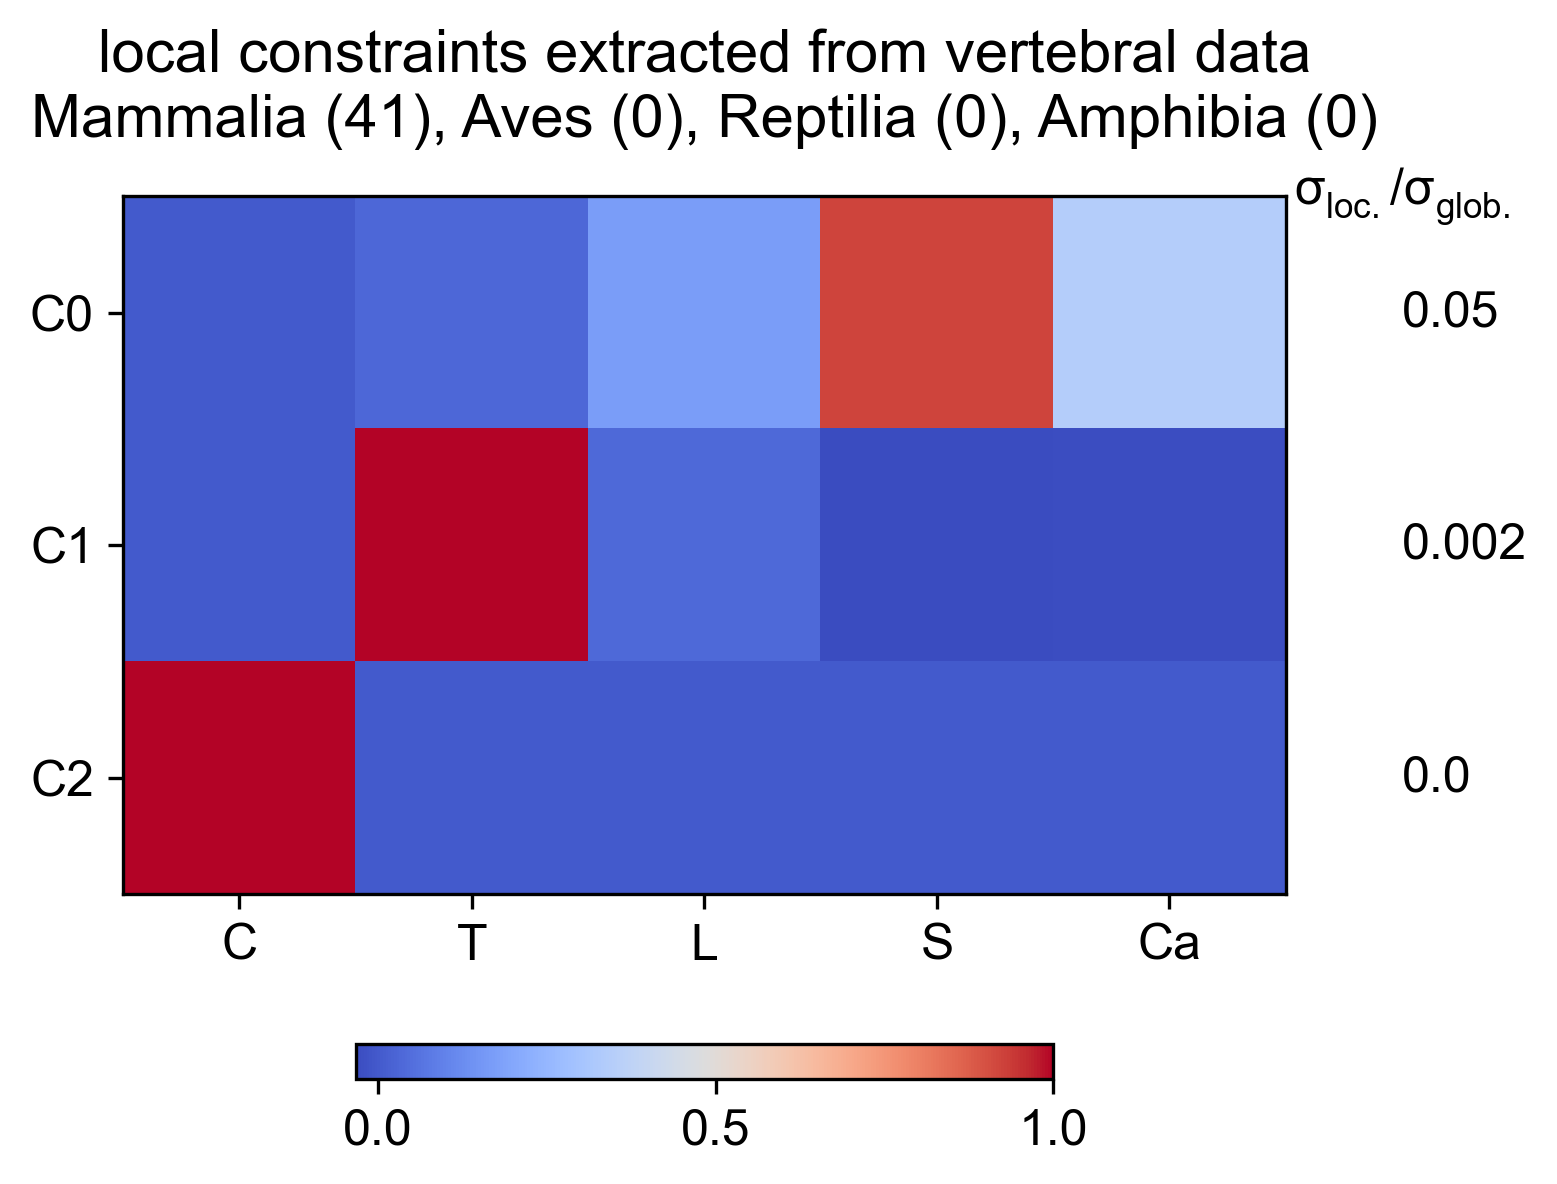 local constraints extracted from vertebral data
Mammalia (41), Aves (0), Reptilia (0), Amphibia (0)
σloc. /σglob.
C0 0.05
C1 0.002
C2 0.0
C T L S Ca
0.0 0.5 1.0